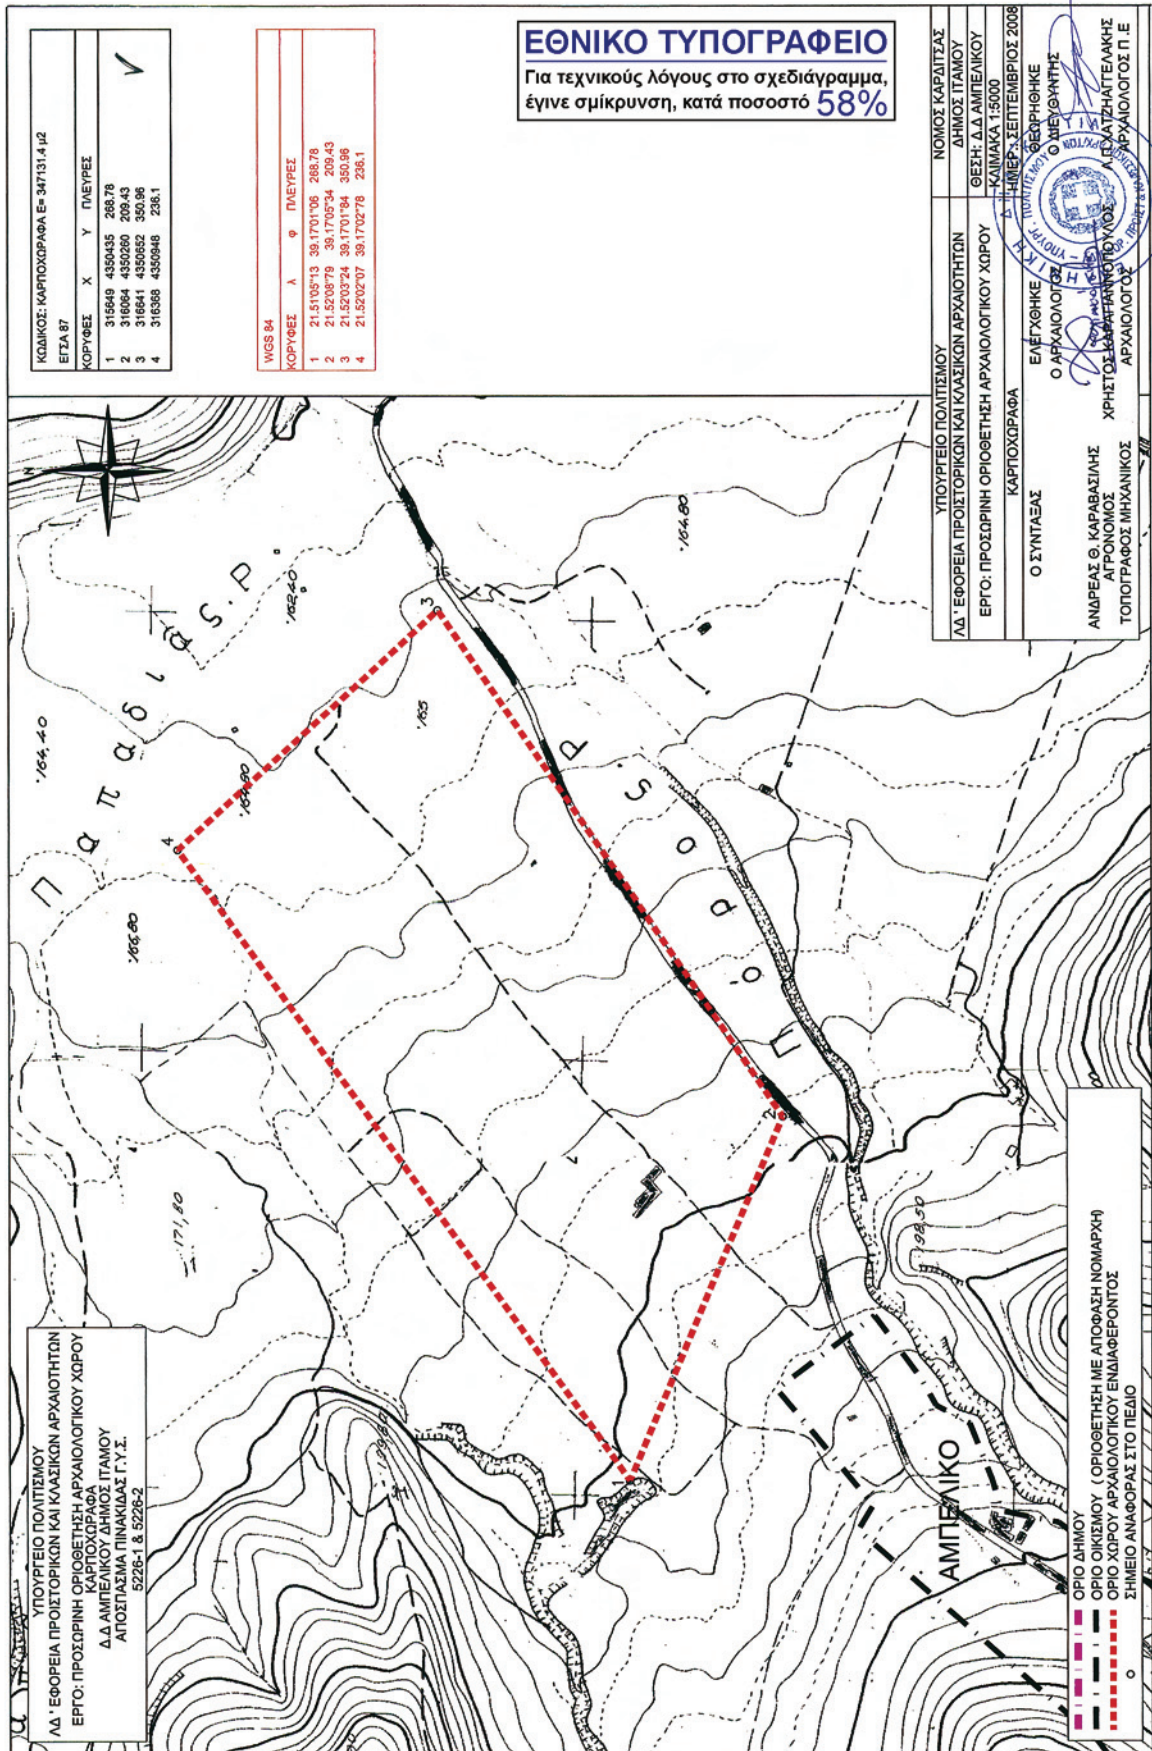 ΕΘΝΙΚΟ ΤΥΠΟΓΡΑΦΕΙΟ
Για τεχνικούς λόγους στο σχεδιάγραμμα,
έγινε σμίκρυνση, κατά ποσοστό 58%
ΚΩΔΙΚΟΣ: ΚΑΡΠΟΧΩΡΑΦΑ Ε= 347131.4 μ2
ΕΓΣΑ 87
ΚΟΡΥΦΕΣ Χ Υ ΠΛΕΥΡΕΣ
1 315649 4350435 268.78
2 316064 4350260 209.43
3 316641 4350652 350.96
4 316368 4350948 236.1
WGS 84
ΚΟΡΥΦΕΣ λ φ ΠΛΕΥΡΕΣ
1 21.51'05"13 39.17'01"06 268.78
2 21.52'08"79 39.17'05"34 209.43
3 21.52'03"24 39.17'01"84 350.96
4 21.52'02"07 39.17'02"78 236.1
ΥΠΟΥΡΓΕΙΟ ΠΟΛΙΤΙΣΜΟΥ
ΛΔ ' ΕΦΟΡΕΙΑ ΠΡΟΙΣΤΟΡΙΚΩΝ ΚΑΙ ΚΛΑΣΙΚΩΝ ΑΡΧΑΙΟΤΗΤΩΝ
ΕΡΓΟ: ΠΡΟΣΩΡΙΝΗ ΟΡΙΟΘΕΤΗΣΗ ΑΡΧΑΙΟΛΟΓΙΚΟΥ ΧΩΡΟΥ
ΚΑΡΠΟΧΩΡΑΦΑ
ΝΟΜΟΣ ΚΑΡΔΙΤΣΑΣ
ΔΗΜΟΣ ΙΤΑΜΟΥ
ΘΕΣΗ: Δ.Δ ΑΜΠΕΛΙΚΟΥ
ΚΛΙΜΑΚΑ 1:5000
ΗΜΕΡ.: ΣΕΠΤΕΜΒΡΙΟΣ 2008
Ο ΣΥΝΤΑΞΑΣ
ΑΝΔΡΕΑΣ Θ. ΚΑΡΑΒΑΣΙΛΗΣ
ΑΓΡΟΝΟΜΟΣ
ΤΟΠΟΓΡΑΦΟΣ ΜΗΧΑΝΙΚΟΣ
ΕΛΕΓΧΘΗΚΕ
Ο ΑΡΧΑΙΟΛΟΓΟΣ
ΧΡΗΣΤΟΣ ΚΑΡΑΓΙΑΝΝΟΠΟΥΛΟΣ
ΑΡΧΑΙΟΛΟΓΟΣ
ΘΕΩΡΗΘΗΚΕ
Ο ΔΙΕΥΘΥΝΤΗΣ
Λ.Π.ΧΑΤΖΗΑΓΓΕΛΑΚΗΣ
ΑΡΧΑΙΟΛΟΓΟΣ Π .Ε
ΥΠΟΥΡΓΕΙΟ ΠΟΛΙΤΙΣΜΟΥ
ΛΔ ' ΕΦΟΡΕΙΑ ΠΡΟΙΣΤΟΡΙΚΩΝ ΚΑΙ ΚΛΑΣΙΚΩΝ ΑΡΧΑΙΟΤΗΤΩΝ
ΕΡΓΟ: ΠΡΟΣΩΡΙΝΗ ΟΡΙΟΘΕΤΗΣΗ ΑΡΧΑΙΟΛΟΓΙΚΟΥ ΧΩΡΟΥ
ΚΑΡΠΟΧΩΡΑΦΑ
Δ.Δ ΑΜΠΕΛΙΚΟΥ ΔΗΜΟΣ ΙΤΑΜΟΥ
ΑΠΟΣΠΑΣΜΑ ΠΙΝΑΚΙΔΑΣ Γ.Υ.Σ.
5226-1 & 5226-2
N
Παπαδιάς.Ρ.
Πόρος.Ρ
164,40
162,40
164,80
164,80
165
166,80
171,80
198,50
1
2
3
4
ΑΜΠΕΛΙΚΟ
ΟΡΙΟ ΔΗΜΟΥ
ΟΡΙΟ ΟΙΚΙΣΜΟΥ ( ΟΡΙΟΘΕΤΗΣΗ ΜΕ ΑΠΟΦΑΣΗ ΝΟΜΑΡΧΗ)
ΟΡΙΟ ΧΩΡΟΥ ΑΡΧΑΙΟΛΟΓΙΚΟΥ ΕΝΔΙΑΦΕΡΟΝΤΟΣ
ΣΗΜΕΙΟ ΑΝΑΦΟΡΑΣ ΣΤΟ ΠΕΔΙΟ